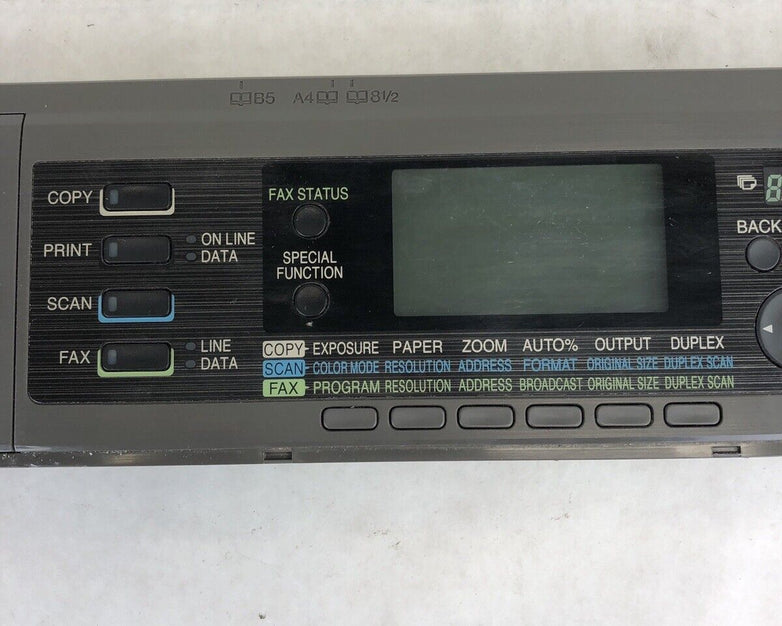 B5 A4 8½
COPY
PRINT
ON LINE
DATA
SCAN
FAX
LINE
DATA
FAX STATUS
SPECIAL
FUNCTION
BACK
COPY EXPOSURE PAPER ZOOM AUTO% OUTPUT DUPLEX
SCAN COLOR MODE RESOLUTION ADDRESS FORMAT ORIGINAL SIZE DUPLEX SCAN
FAX PROGRAM RESOLUTION ADDRESS BROADCAST ORIGINAL SIZE DUPLEX SCAN